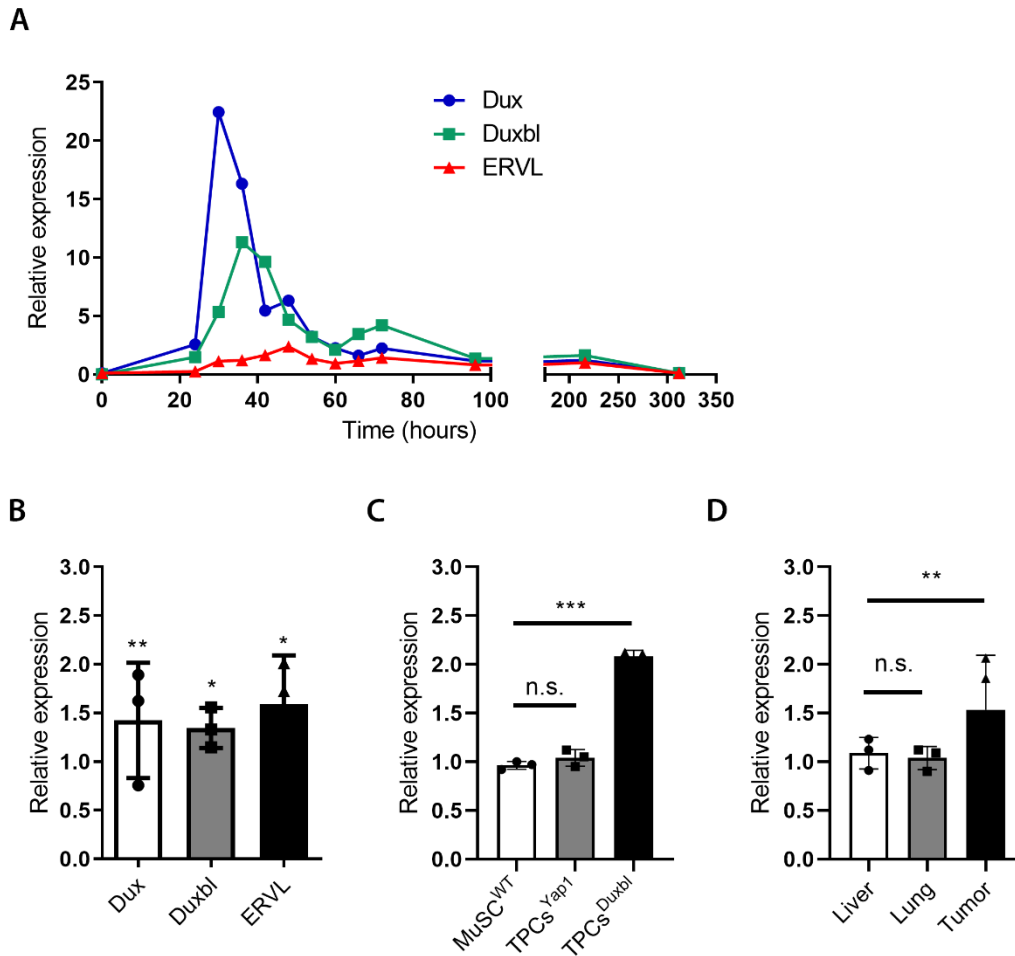 A
25
20
15
10
5
0
Relative expression
Dux
Duxbl
ERVL
0 20 40 60 80 100 200 250 300 350
Time (hours)
B
3.0
2.5
2.0
1.5
1.0
0.5
0.0
Relative expression
** * *
Dux Duxbl ERVL
C
3.0
2.5
2.0
1.5
1.0
0.5
0.0
Relative expression
***
n.s.
MuSC^WT TPCs^Yap1 TPCs^Duxbl
D
3.0
2.5
2.0
1.5
1.0
0.5
0.0
Relative expression
**
n.s.
Liver Lung Tumor